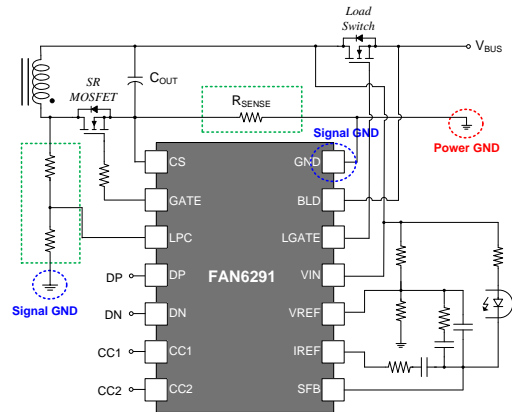 Load
Switch
VBUS
SR
MOSFET
COUT
RSENSE
Signal GND
Power GND
CS
GND
GATE
BLD
LPC
LGATE
DP
DP
FAN6291
VIN
Signal GND
DN
DN
VREF
CC1
CC1
IREF
CC2
CC2
SFB